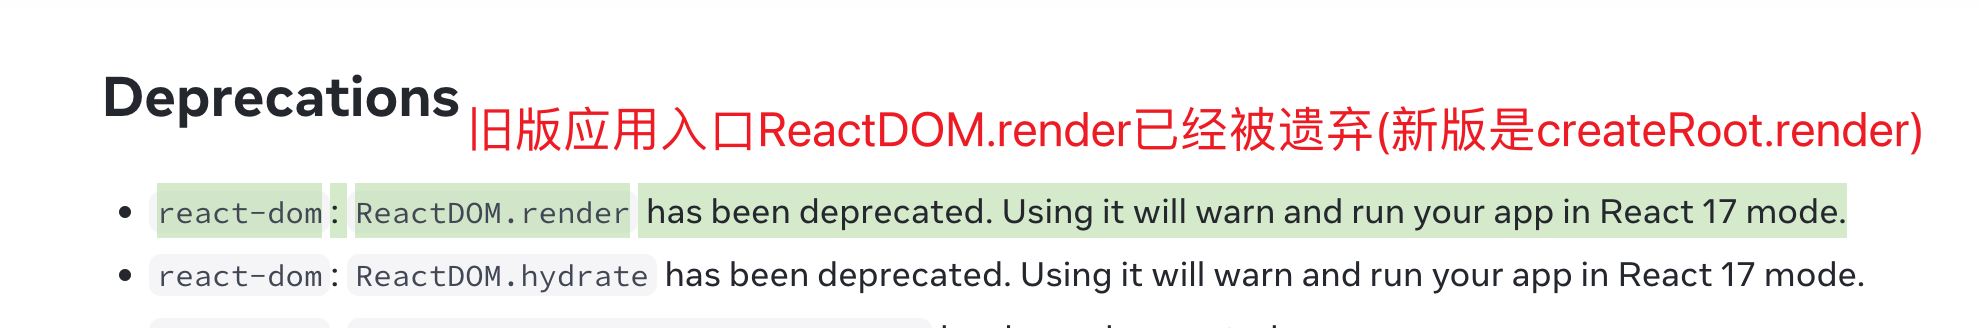 Deprecations
旧版应用入口ReactDOM.render已经被遗弃(新版是createRoot.render)
react-dom: ReactDOM.render has been deprecated. Using it will warn and run your app in React 17 mode.
react-dom: ReactDOM.hydrate has been deprecated. Using it will warn and run your app in React 17 mode.